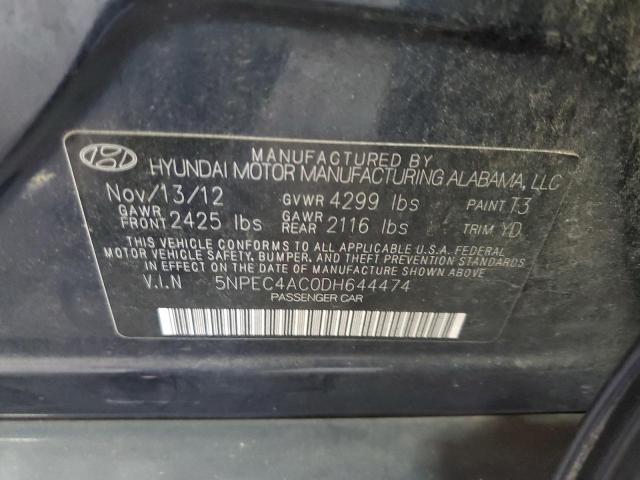 MANUFACTURED BY
HYUNDAI MOTOR MANUFACTURING ALABAMA, LLC
Nov/13/12 GVWR 4299 lbs PAINT T3
GAWR FRONT 2425 lbs GAWR REAR 2116 lbs TRIM YD
THIS VEHICLE CONFORMS TO ALL APPLICABLE U.S.A. FEDERAL
MOTOR VEHICLE SAFETY, BUMPER, AND THEFT PREVENTION STANDARDS
IN EFFECT ON THE DATE OF MANUFACTURE SHOWN ABOVE.
V.I.N 5NPEC4AC0DH644474
PASSENGER CAR